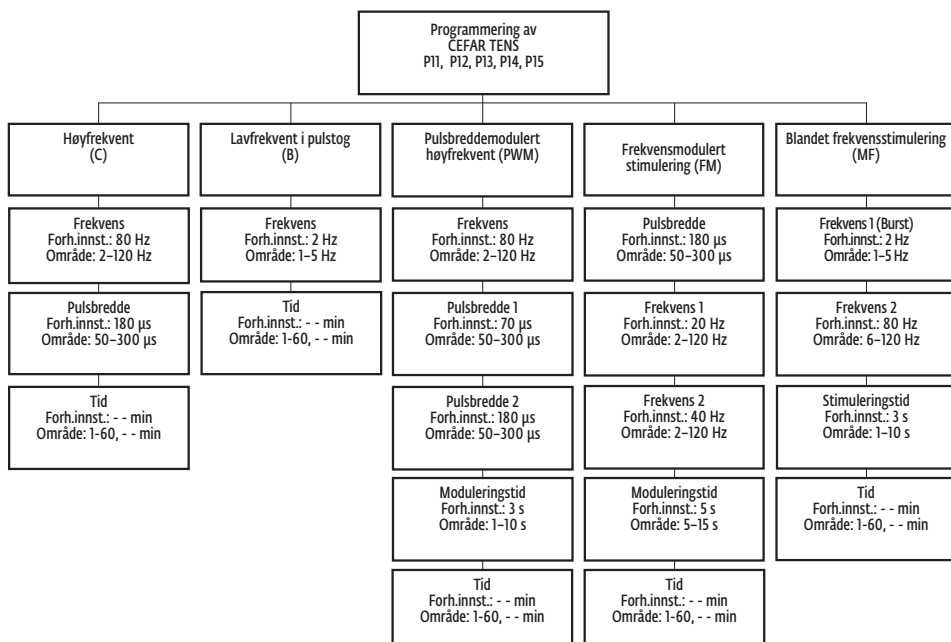 Programmering av
CEFAR TENS
P11, P12, P13, P14, P15
Høyfrekvent
(C)
Frekvens
Forh.innst.: 80 Hz
Område: 2–120 Hz
Pulsbredde
Forh.innst.: 180 µs
Område: 50–300 µs
Tid
Forh.innst.: - - min
Område: 1-60, - - min
Lavfrekvent i pulstog
(B)
Frekvens
Forh.innst.: 2 Hz
Område: 1–5 Hz
Tid
Forh.innst.: - - min
Område: 1-60, - - min
Pulsbreddemodulert
høyfrekvent (PWM)
Frekvens
Forh.innst.: 80 Hz
Område: 2–120 Hz
Pulsbredde 1
Forh.innst.: 70 µs
Område: 50–300 µs
Pulsbredde 2
Forh.innst.: 180 µs
Område: 50–300 µs
Moduleringstid
Forh.innst.: 3 s
Område: 1–10 s
Tid
Forh.innst.: - - min
Område: 1-60, - - min
Frekvensmodulert
stimulering (FM)
Pulsbredde
Forh.innst.: 180 µs
Område: 50–300 µs
Frekvens 1
Forh.innst.: 20 Hz
Område: 2–120 Hz
Frekvens 2
Forh.innst.: 40 Hz
Område: 2–120 Hz
Moduleringstid
Forh.innst.: 5 s
Område: 5–15 s
Tid
Forh.innst.: - - min
Område: 1-60, - - min
Blandet frekvensstimulering
(MF)
Frekvens 1 (Burst)
Forh.innst.: 2 Hz
Område: 1–5 Hz
Frekvens 2
Forh.innst.: 80 Hz
Område: 6–120 Hz
Stimuleringstid
Forh.innst.: 3 s
Område: 1–10 s
Tid
Forh.innst.: - - min
Område: 1-60, - - min